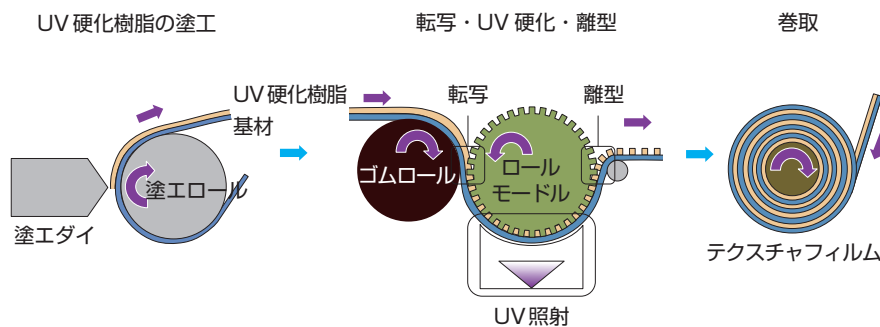 UV硬化樹脂の塗工
転写・UV硬化・離型
巻取
UV硬化樹脂
基材
転写
離型
塗工ロール
塗工ダイ
ゴムロール
ロール
モードル
UV照射
テクスチャフィルム